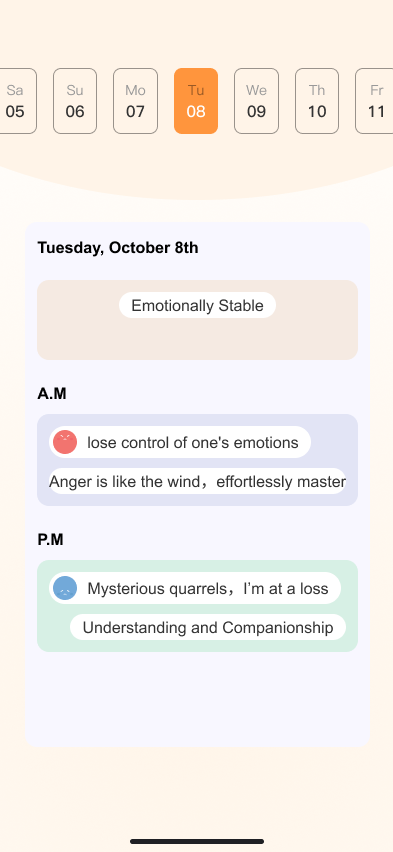 Sa Su Mo Tu We Th Fr
05 06 07 08 09 10 11
Tuesday, October 8th
Emotionally Stable
A.M
lose control of one's emotions
Anger is like the wind，effortlessly master
P.M
Mysterious quarrels，I'm at a loss
Understanding and Companionship